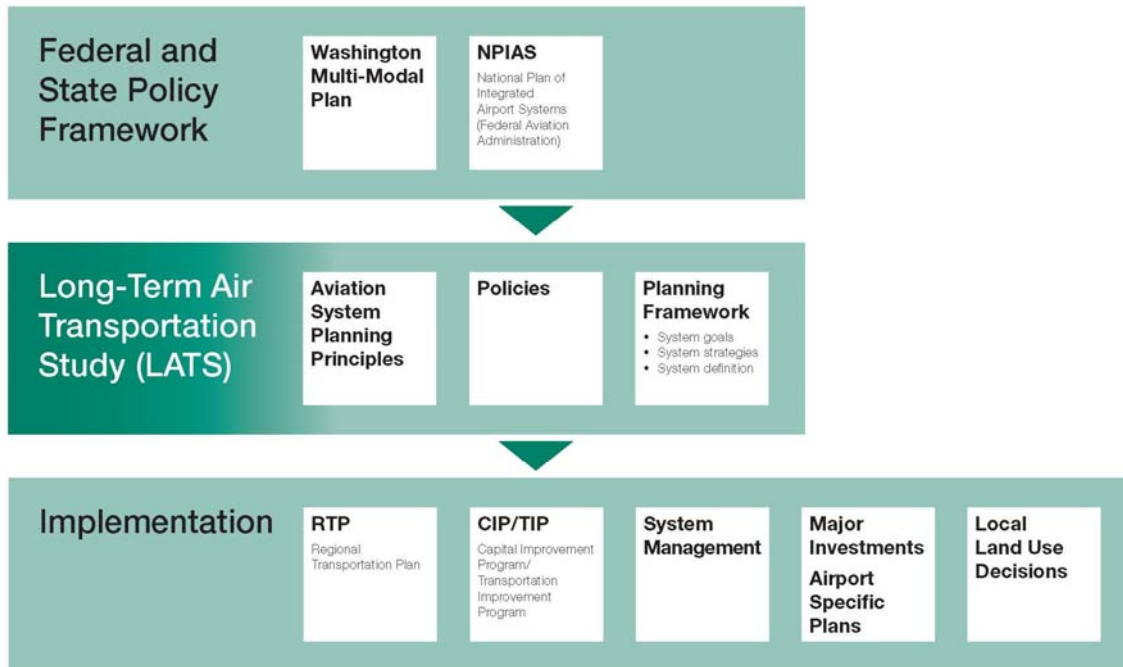 Federal and
State Policy
Framework
Washington
Multi-Modal
Plan
NPIAS
National Plan of
Integrated
Airport Systems
(Federal Aviation
Administration)
Long-Term Air
Transportation
Study (LATS)
Aviation
System
Planning
Principles
Policies
Planning
Framework
• System goals
• System strategies
• System definition
Implementation
RTP
Regional
Transportation Plan
CIP/TIP
Capital Improvement
Program/
Transportation
Improvement
Program
System
Management
Major
Investments
Airport
Specific
Plans
Local
Land Use
Decisions